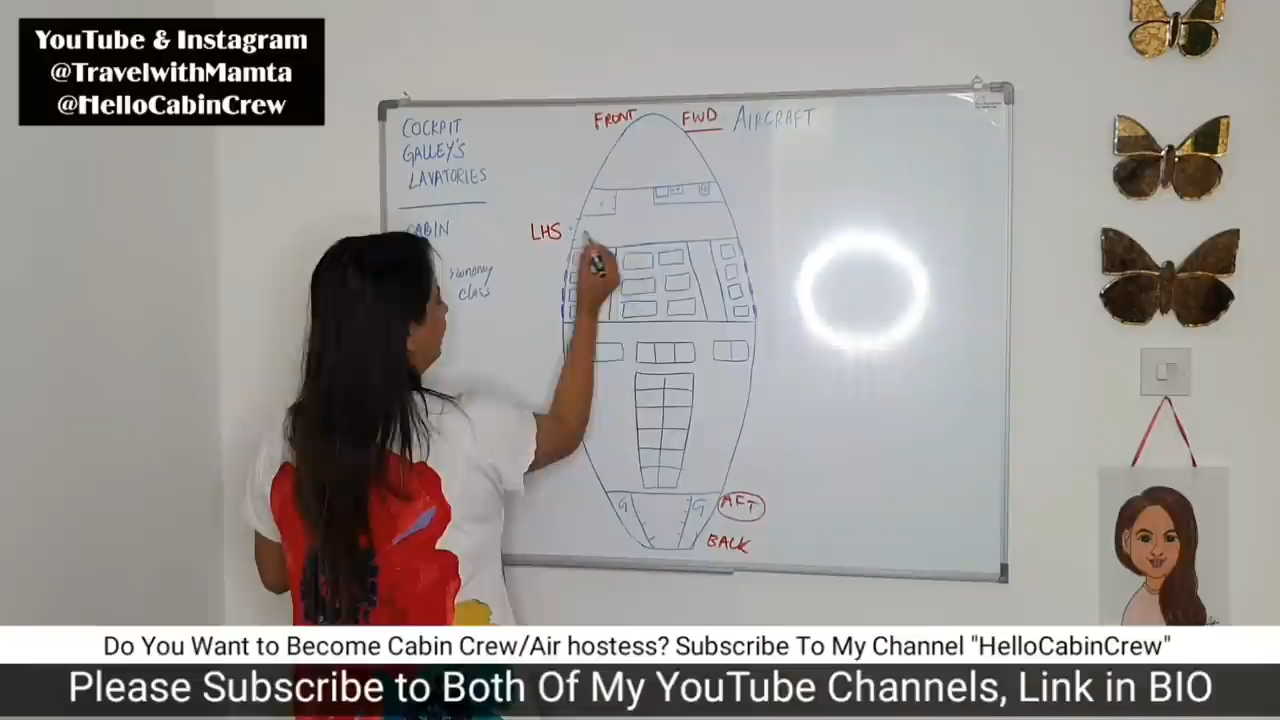 YouTube & Instagram
@TravelwithMamta
@HelloCabinCrew
FRONT FWD AIRCRAFT
COCKPIT
GALLEY'S
LAVATORIES
CABIN
LHS
class
G G AFT
BACK
Do You Want to Become Cabin Crew/Air hostess? Subscribe To My Channel "HelloCabinCrew"
Please Subscribe to Both Of My YouTube Channels, Link in BIO